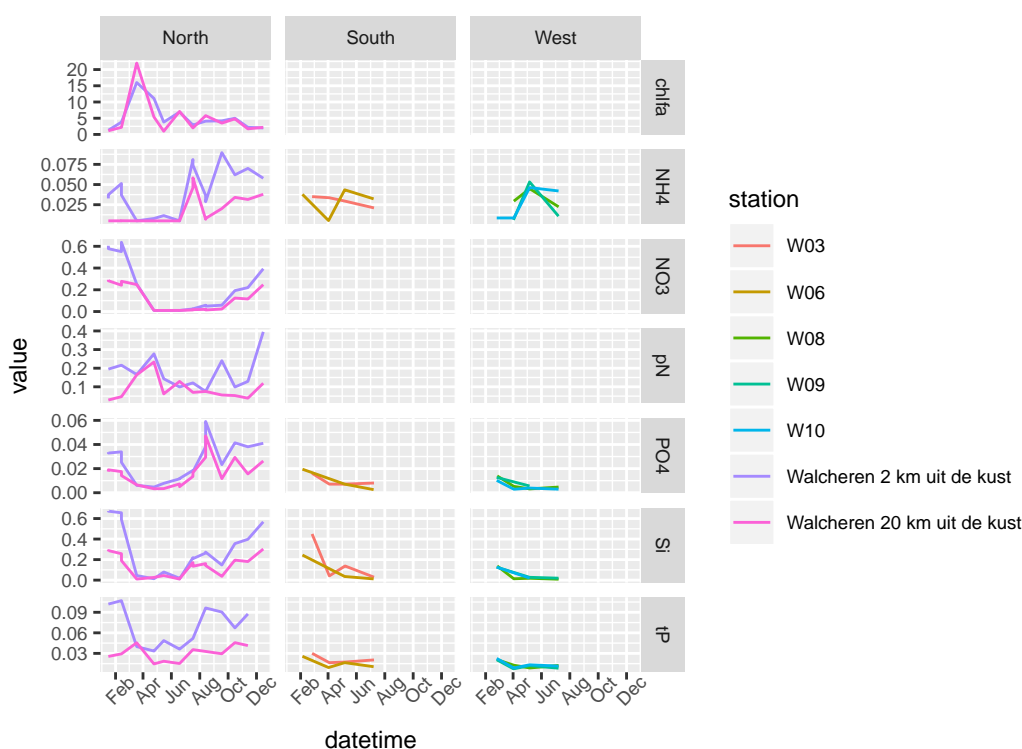 North South West
20
15
10
5
0
chlfa
0.075
0.050
0.025
NH4
0.6
0.4
0.2
0.0
NO3
0.4
0.3
0.2
0.1
pN
0.06
0.04
0.02
0.00
PO4
0.6
0.4
0.2
0.0
Si
0.09
0.06
0.03
tP
value
Feb Apr Jun Aug Oct Dec Feb Apr Jun Aug Oct Dec Feb Apr Jun Aug Oct Dec
datetime
station
W03
W06
W08
W09
W10
Walcheren 2 km uit de kust
Walcheren 20 km uit de kust